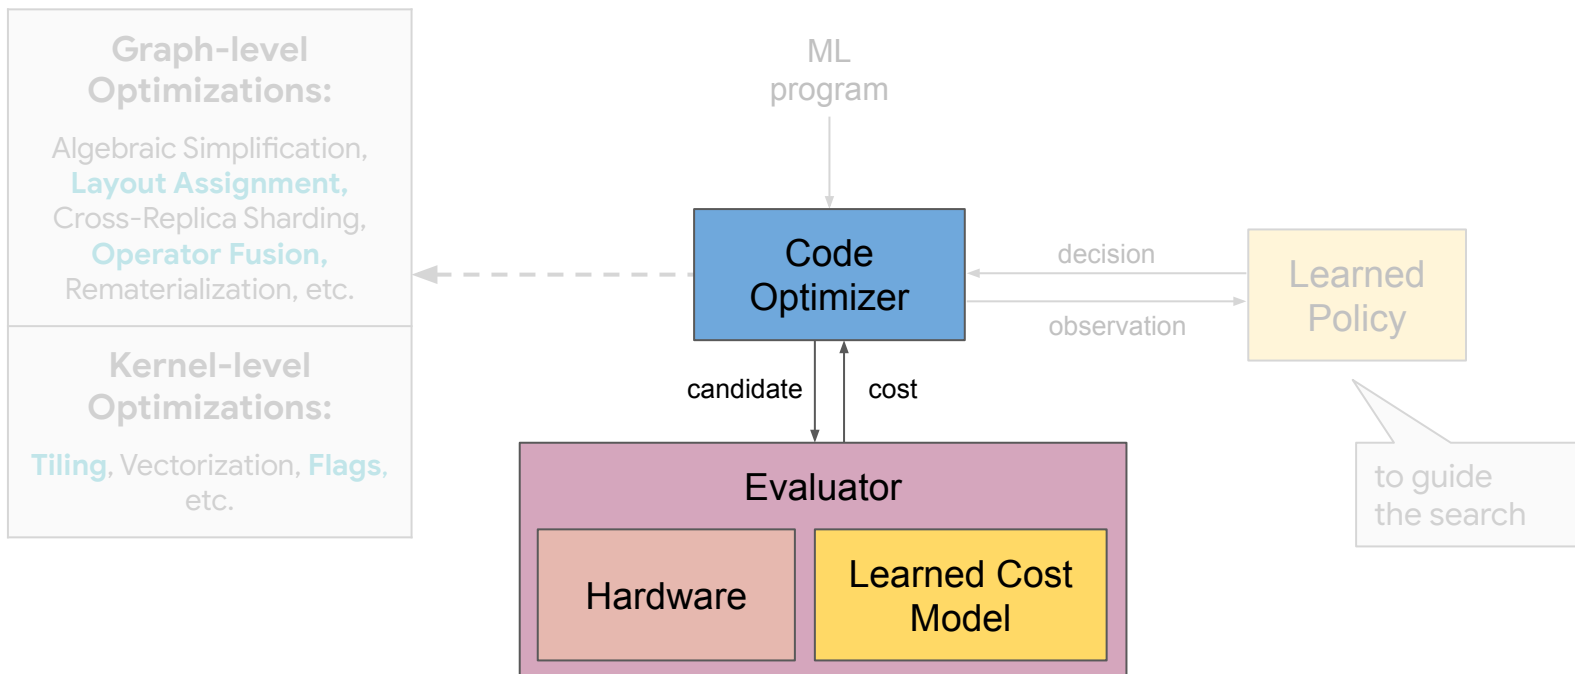 Graph-level
Optimizations:
Algebraic Simplification,
Layout Assignment,
Cross-Replica Sharding,
Operator Fusion,
Rematerialization, etc.
Kernel-level
Optimizations:
Tiling, Vectorization, Flags,
etc.
ML
program
Code
Optimizer
decision
observation
Learned
Policy
to guide
the search
candidate
cost
Evaluator
Hardware
Learned Cost
Model